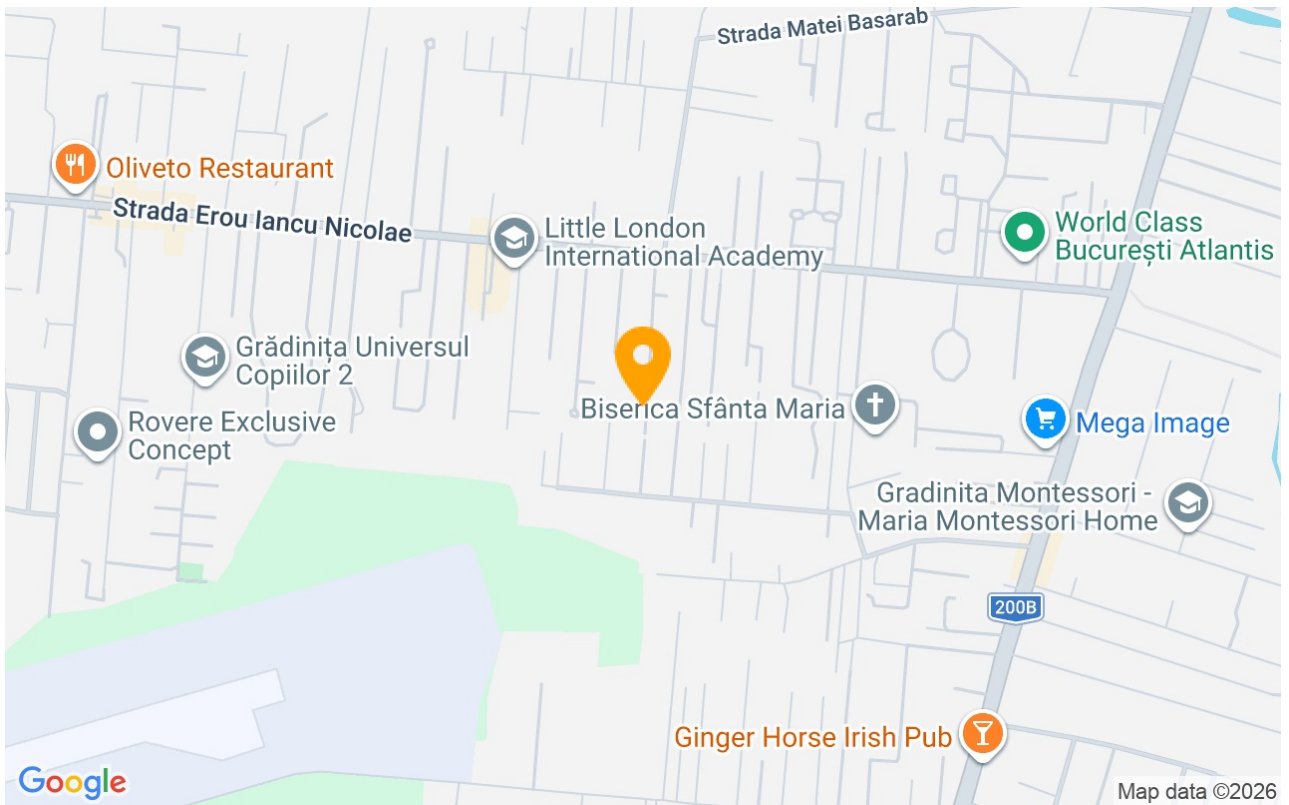 Strada Matei Basarab
Oliveto Restaurant
Strada Erou Iancu Nicolae
Little London
International Academy
World Class
București Atlantis
Grădinița Universul
Copiilor 2
Biserica Sfânta Maria
Rovere Exclusive
Concept
Mega Image
Gradinita Montessori -
Maria Montessori Home
200B
Ginger Horse Irish Pub
Google
Map data ©2026